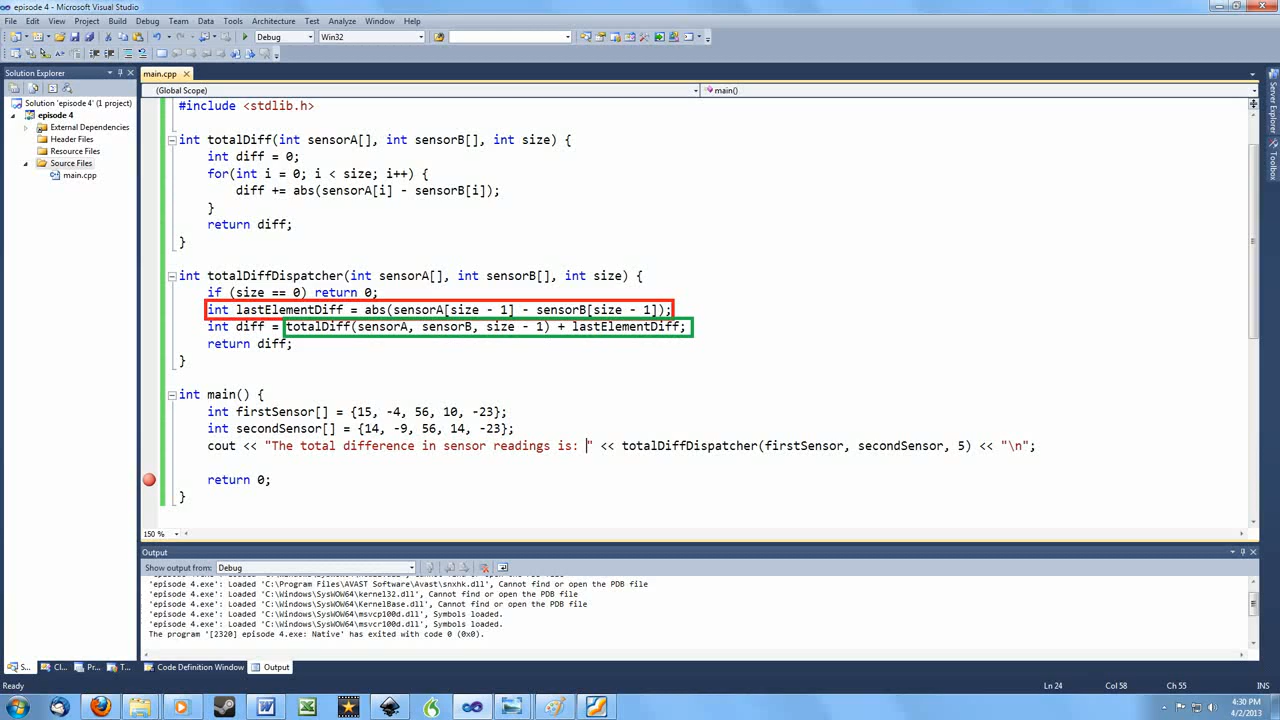 episode 4 - Microsoft Visual Studio
File Edit View Project Build Debug Team Data Tools Architecture Test Analyze Window Help
Debug Win32
Solution Explorer
main.cpp
(Global Scope) main()
Solution 'episode 4' (1 project)
episode 4
External Dependencies
Header Files
Resource Files
Source Files
main.cpp
#include <stdlib.h>
int totalDiff(int sensorA[], int sensorB[], int size) {
int diff = 0;
for(int i = 0; i < size; i++) {
diff += abs(sensorA[i] - sensorB[i]);
}
return diff;
}
int totalDiffDispatcher(int sensorA[], int sensorB[], int size) {
if (size == 0) return 0;
int lastElementDiff = abs(sensorA[size - 1] - sensorB[size - 1]);
int diff = totalDiff(sensorA, sensorB, size - 1) + lastElementDiff;
return diff;
}
int main() {
int firstSensor[] = {15, -4, 56, 10, -23};
int secondSensor[] = {14, -9, 56, 14, -23};
cout << "The total difference in sensor readings is: " << totalDiffDispatcher(firstSensor, secondSensor, 5) << "\n";
return 0;
}
150 %
Server Explorer
Toolbox
Output
Show output from: Debug
'episode 4.exe': Loaded 'C:\Program Files\AVAST Software\Avast\snxhk.dll', Cannot find or open the PDB file
'episode 4.exe': Loaded 'C:\Windows\SysWOW64\kernel32.dll', Cannot find or open the PDB file
'episode 4.exe': Loaded 'C:\Windows\SysWOW64\KernelBase.dll', Cannot find or open the PDB file
'episode 4.exe': Loaded 'C:\Windows\SysWOW64\msvcp100d.dll', Symbols loaded.
'episode 4.exe': Loaded 'C:\Windows\SysWOW64\msvcr100d.dll', Symbols loaded.
The program '[2320] episode 4.exe: Native' has exited with code 0 (0x0).
S... Cl... Pr... T... Code Definition Window Output
Ready Ln 24 Col 58 Ch 55 INS
4:30 PM
4/2/2013